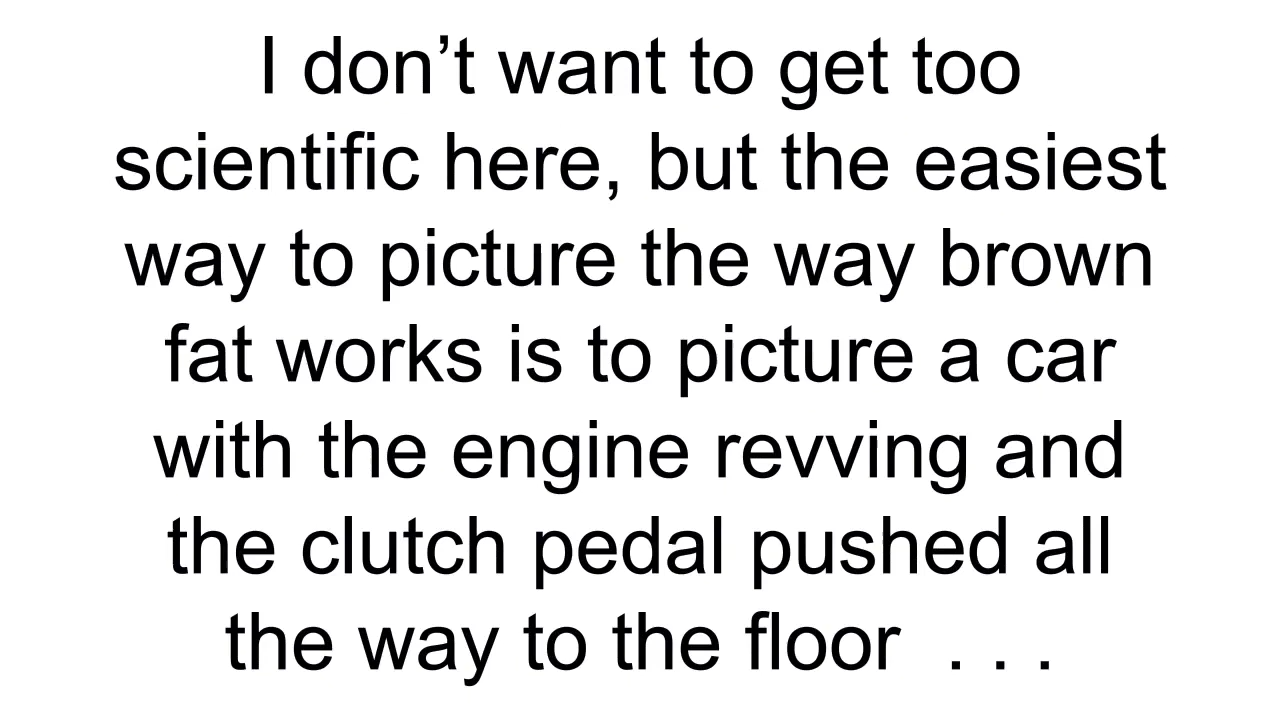 I don’t want to get too
scientific here, but the easiest
way to picture the way brown
fat works is to picture a car
with the engine revving and
the clutch pedal pushed all
the way to the floor  . . .